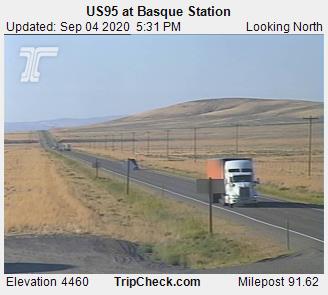 US95 at Basque Station
Updated: Sep 04 2020 5:31 PM Looking North
Elevation 4460 TripCheck.com Milepost 91.62